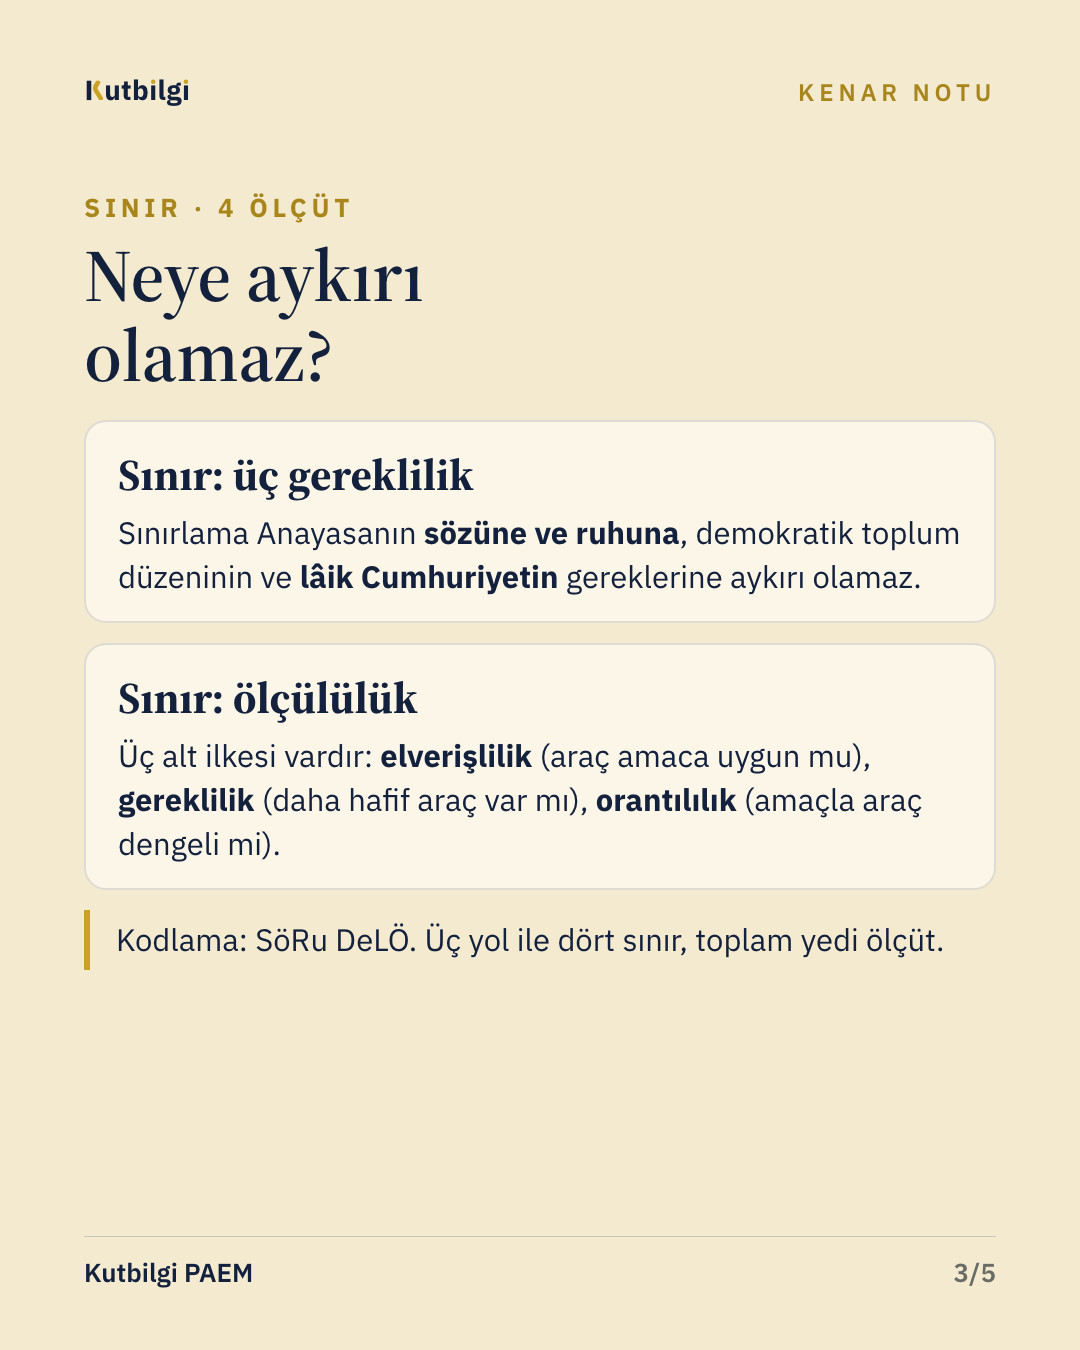 Kutbilgi
KENAR NOTU
SINIR · 4 ÖLÇÜT
Neye aykırı
olamaz?
Sınır: üç gereklilik
Sınırlama Anayasanın sözüne ve ruhuna, demokratik toplum
düzeninin ve lâik Cumhuriyetin gereklerine aykırı olamaz.
Sınır: ölçülülük
Üç alt ilkesi vardır: elverişlilik (araç amaca uygun mu),
gereklilik (daha hafif araç var mı), orantılılık (amaçla araç
dengeli mi).
Kodlama: SöRu DeLÖ. Üç yol ile dört sınır, toplam yedi ölçüt.
Kutbilgi PAEM
3/5